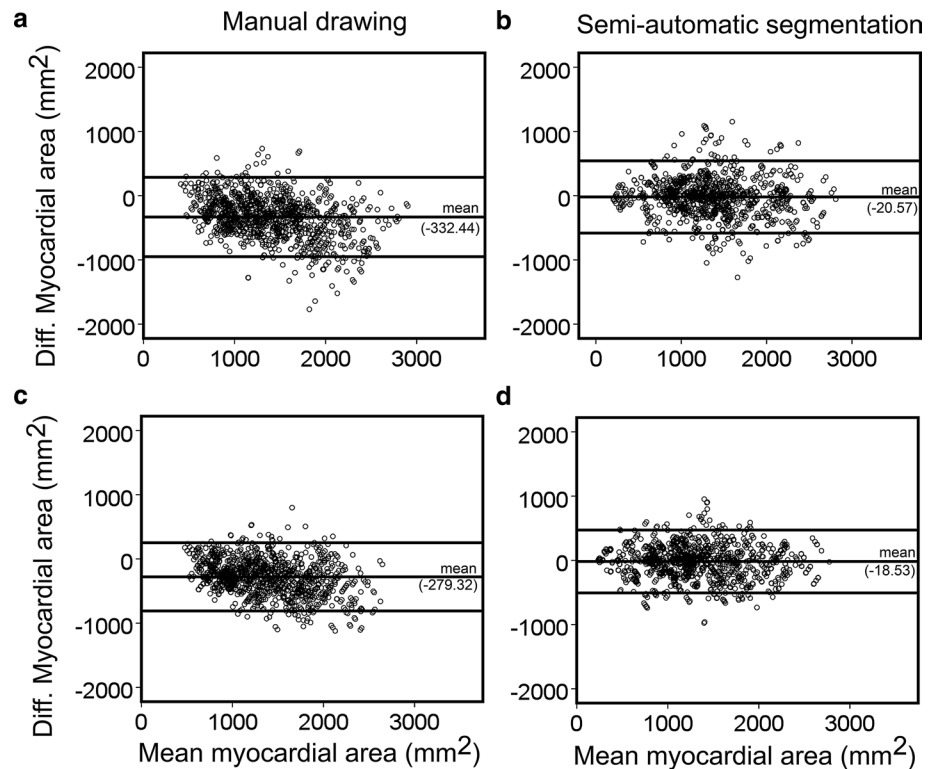 a Manual drawing
b Semi-automatic segmentation
Diff. Myocardial area (mm2)
2000
1000
0
-1000
-2000
mean
(-332.44)
0 1000 2000 3000
2000
1000
0
-1000
-2000
mean
(-20.57)
0 1000 2000 3000
c
d
Diff. Myocardial area (mm2)
2000
1000
0
-1000
-2000
mean
(-279.32)
0 1000 2000 3000
Mean myocardial area (mm2)
2000
1000
0
-1000
-2000
mean
(-18.53)
0 1000 2000 3000
Mean myocardial area (mm2)